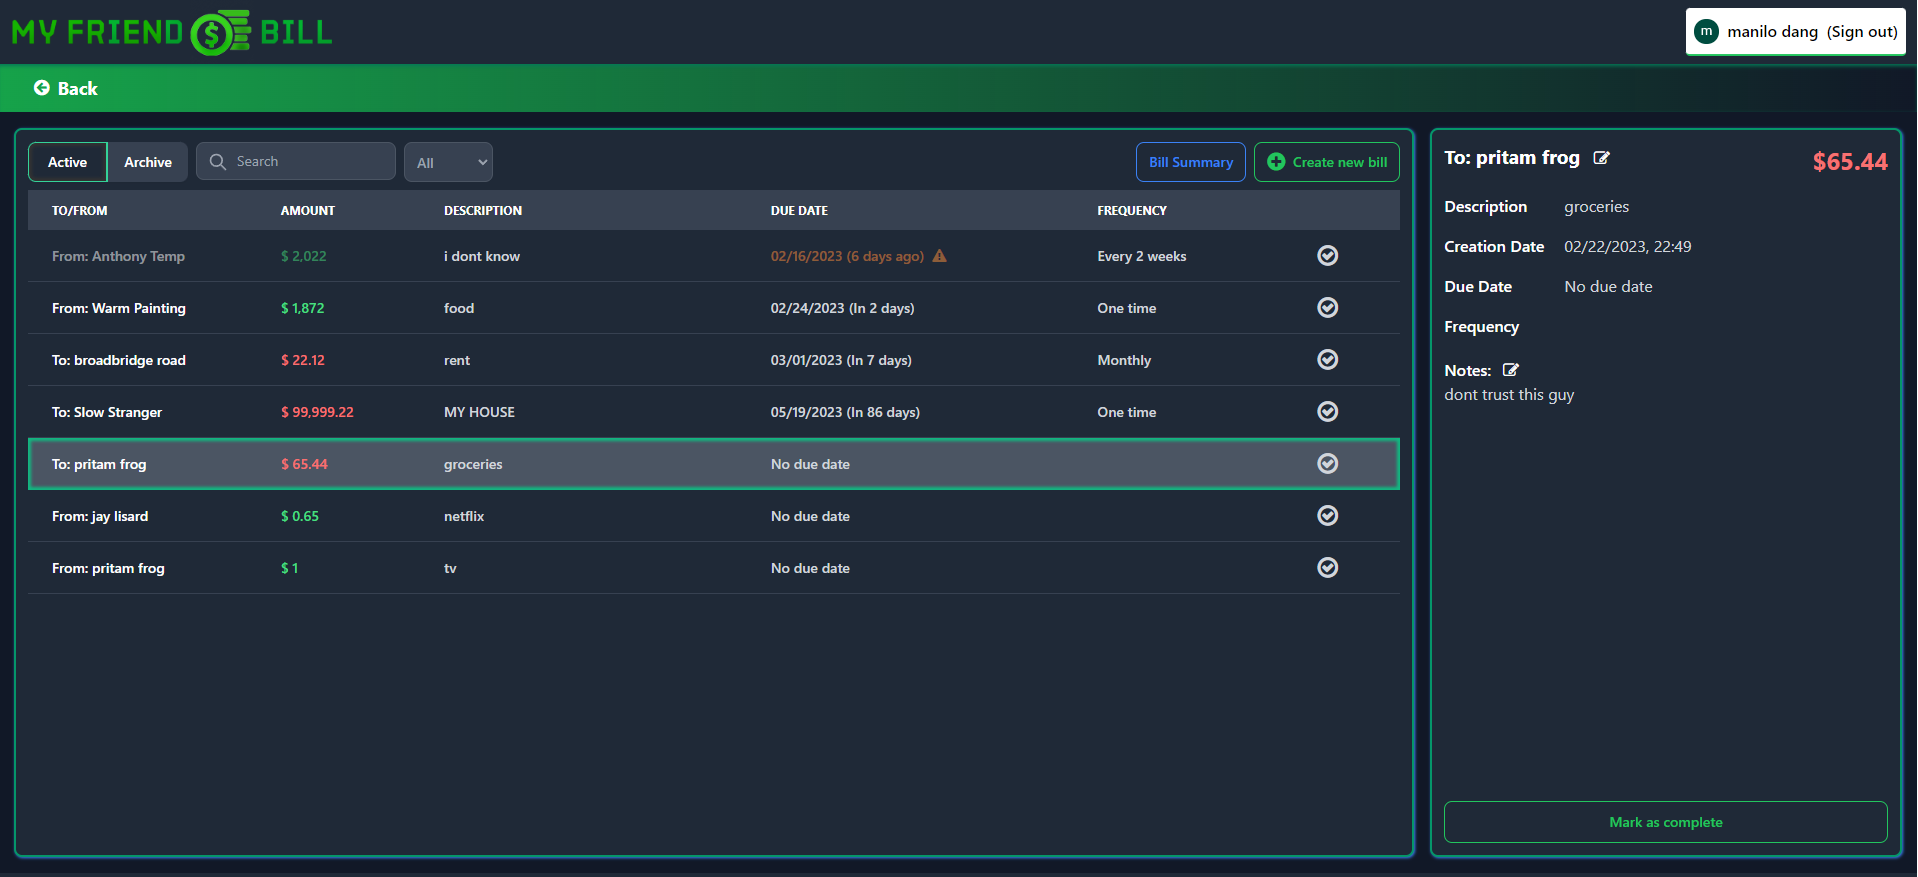 MY FRIEND $ BILL
m manilo dang (Sign out)
Back
Active Archive Search All Bill Summary Create new bill
TO/FROM AMOUNT DESCRIPTION DUE DATE FREQUENCY
From: Anthony Temp $ 2,022 i dont know 02/16/2023 (6 days ago) Every 2 weeks
From: Warm Painting $ 1,872 food 02/24/2023 (In 2 days) One time
To: broadbridge road $ 22.12 rent 03/01/2023 (In 7 days) Monthly
To: Slow Stranger $ 99,999.22 MY HOUSE 05/19/2023 (In 86 days) One time
To: pritam frog $ 65.44 groceries No due date
From: jay lisard $ 0.65 netflix No due date
From: pritam frog $ 1 tv No due date
To: pritam frog $65.44
Description groceries
Creation Date 02/22/2023, 22:49
Due Date No due date
Frequency
Notes:
dont trust this guy
Mark as complete